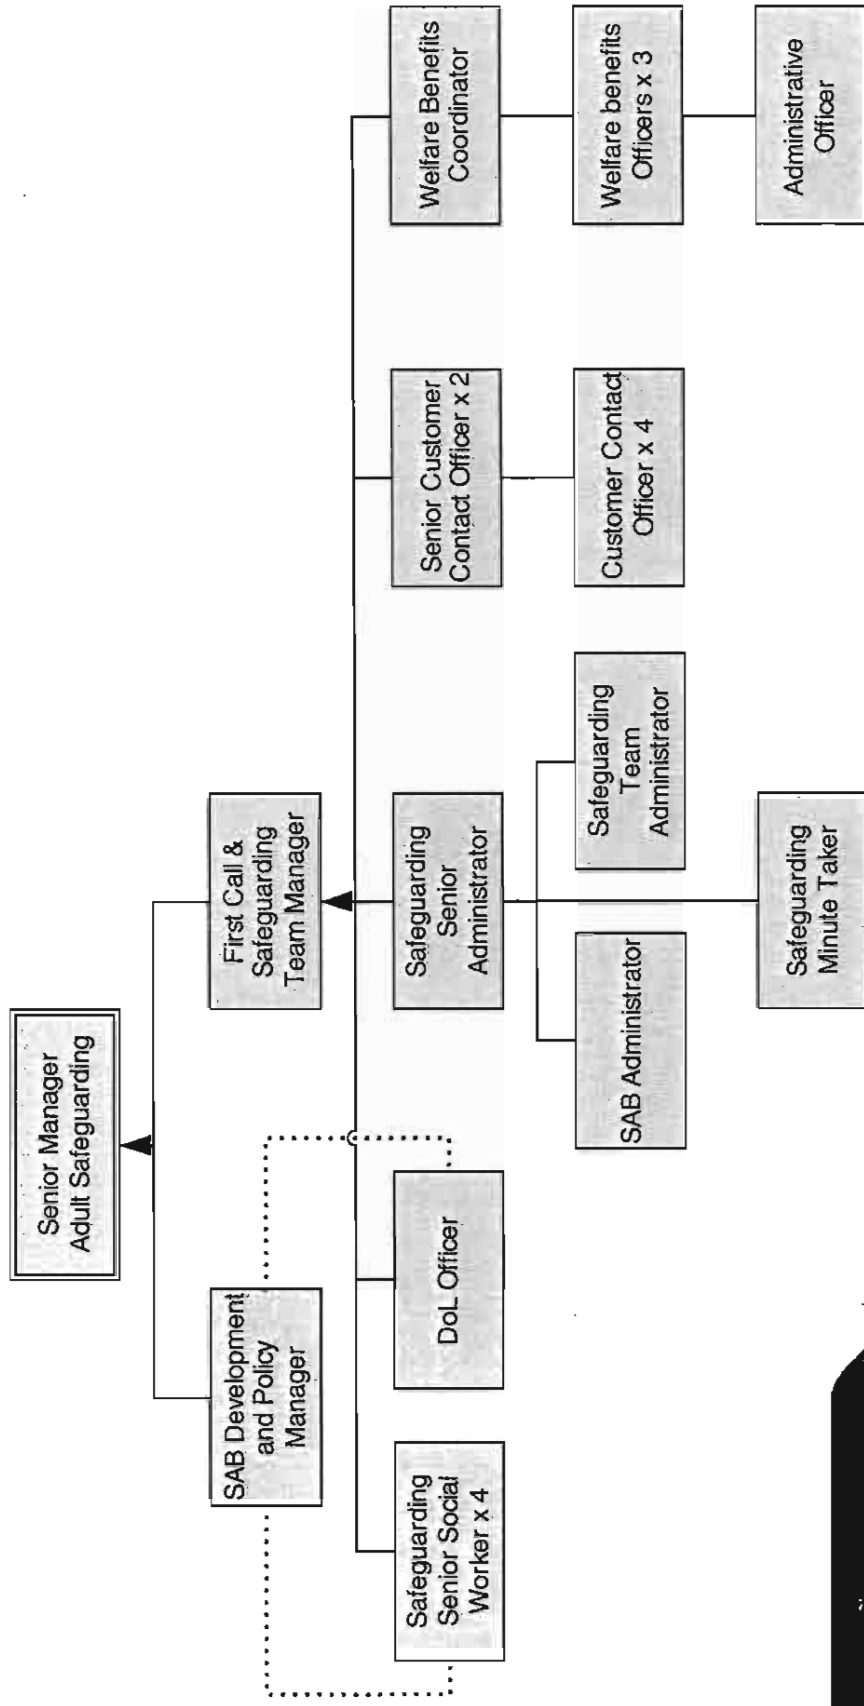 Senior Manager
Adult Safeguarding
SAB Development
and Policy
Manager
First Call &
Safeguarding
Team Manager
Safeguarding
Senior Social
Worker x 4
DoL Officer
Safeguarding
Senior
Administrator
Senior Customer
Contact Officer x 2
Welfare Benefits
Coordinator
SAB Administrator
Safeguarding
Team
Administrator
Customer Contact
Officer x 4
Welfare benefits
Officers x 3
Safeguarding
Minute Taker
Administrative
Officer